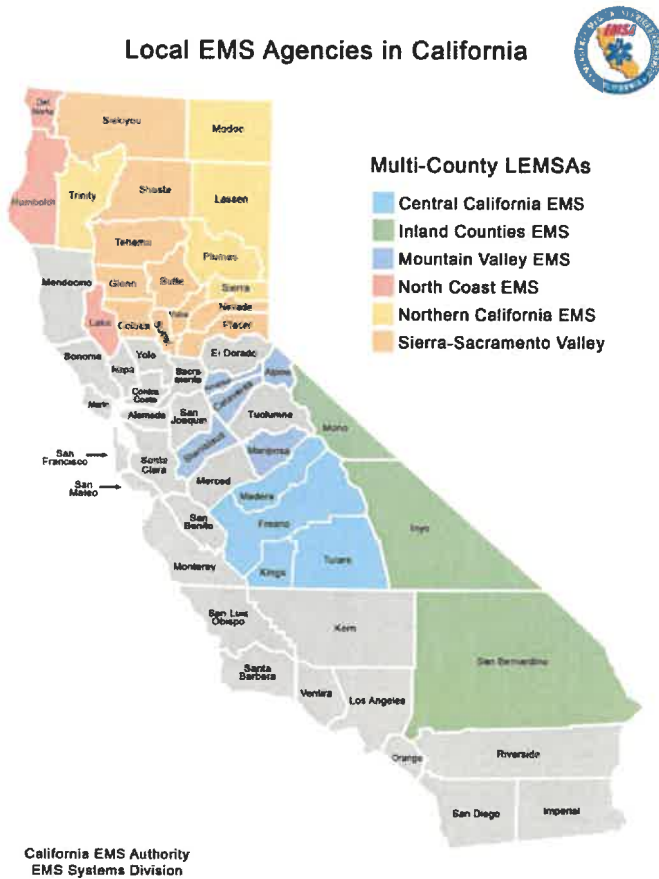 Local EMS Agencies in California
EMSA
Del
Norte
Siskiyou
Modoc
Humboldt
Trinity
Shasta
Lassen
Multi-County LEMSAs
Central California EMS
Inland Counties EMS
Mountain Valley EMS
North Coast EMS
Northern California EMS
Sierra-Sacramento Valley
Tehama
Plumas
Mendocino
Glenn
Butte
Sierra
Lake
Colusa
Yuba
Nevada
Placer
Sonoma
Napa
Yolo
El Dorado
Sacra-
mento
Alpine
Amador
Calaveras
Marin
Contra
Costa
Alameda
San
Joaquin
Tuolumne
Mono
San
Francisco
Santa
Clara
Stanislaus
Mariposa
San
Mateo
Merced
Madera
San
Benito
Fresno
Inyo
Monterey
Kings
Tulare
San Luis
Obispo
Kern
San Bernardino
Santa
Barbara
Ventura
Los Angeles
Orange
Riverside
San Diego
Imperial
California EMS Authority
EMS Systems Division